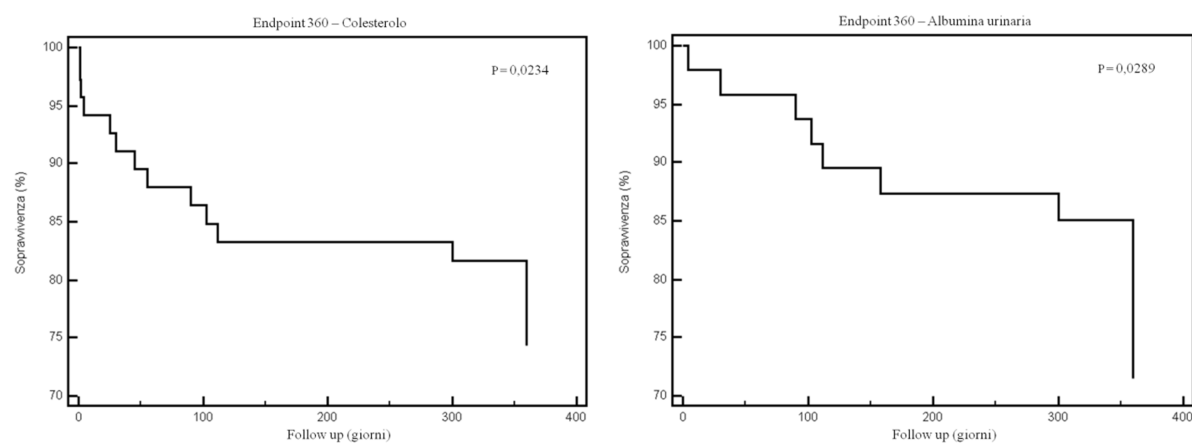 Endpoint 360 – Colesterolo
P = 0,0234
Sopravvivenza (%)
100
95
90
85
80
75
70
0 100 200 300 400
Follow up (giorni)
Endpoint 360 – Albumina urinaria
P = 0,0289
Sopravvivenza (%)
100
95
90
85
80
75
70
0 100 200 300 400
Follow up (giorni)